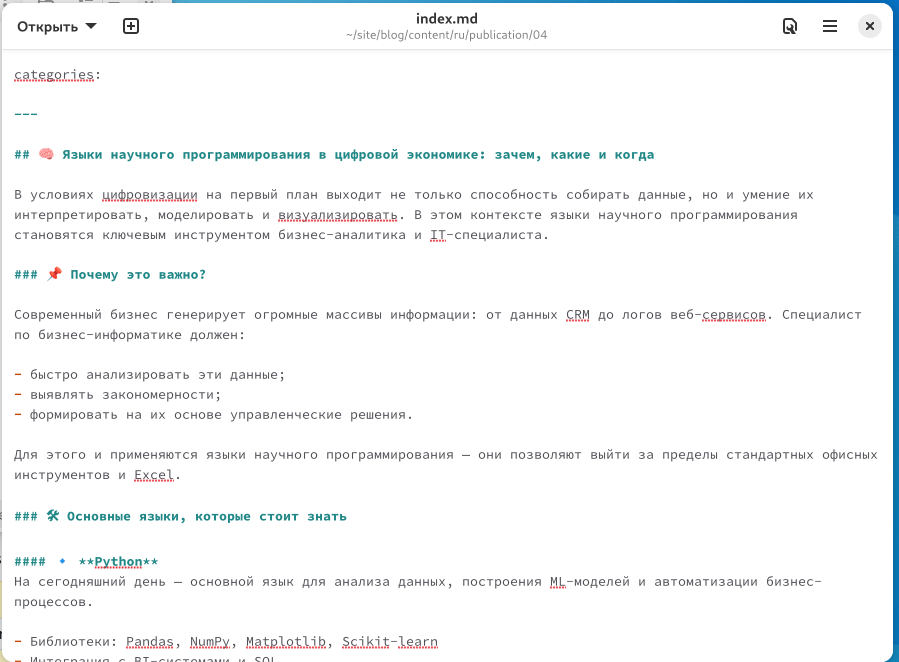 Открыть
index.md
~/site/blog/content/ru/publication/04
categories:
---
## 🧠 Языки научного программирования в цифровой экономике: зачем, какие и когда
В условиях цифровизации на первый план выходит не только способность собирать данные, но и умение их
интерпретировать, моделировать и визуализировать. В этом контексте языки научного программирования
становятся ключевым инструментом бизнес-аналитика и IT-специалиста.
### 📌 Почему это важно?
Современный бизнес генерирует огромные массивы информации: от данных CRM до логов веб-сервисов. Специалист
по бизнес-информатике должен:
- быстро анализировать эти данные;
- выявлять закономерности;
- формировать на их основе управленческие решения.
Для этого и применяются языки научного программирования — они позволяют выйти за пределы стандартных офисных
инструментов и Excel.
### 🛠 Основные языки, которые стоит знать
#### 🔹 **Python**
На сегодняшний день — основной язык для анализа данных, построения ML-моделей и автоматизации бизнес-
процессов.
- Библиотеки: Pandas, NumPy, Matplotlib, Scikit-learn
- Интеграция с BI-системами и SQL